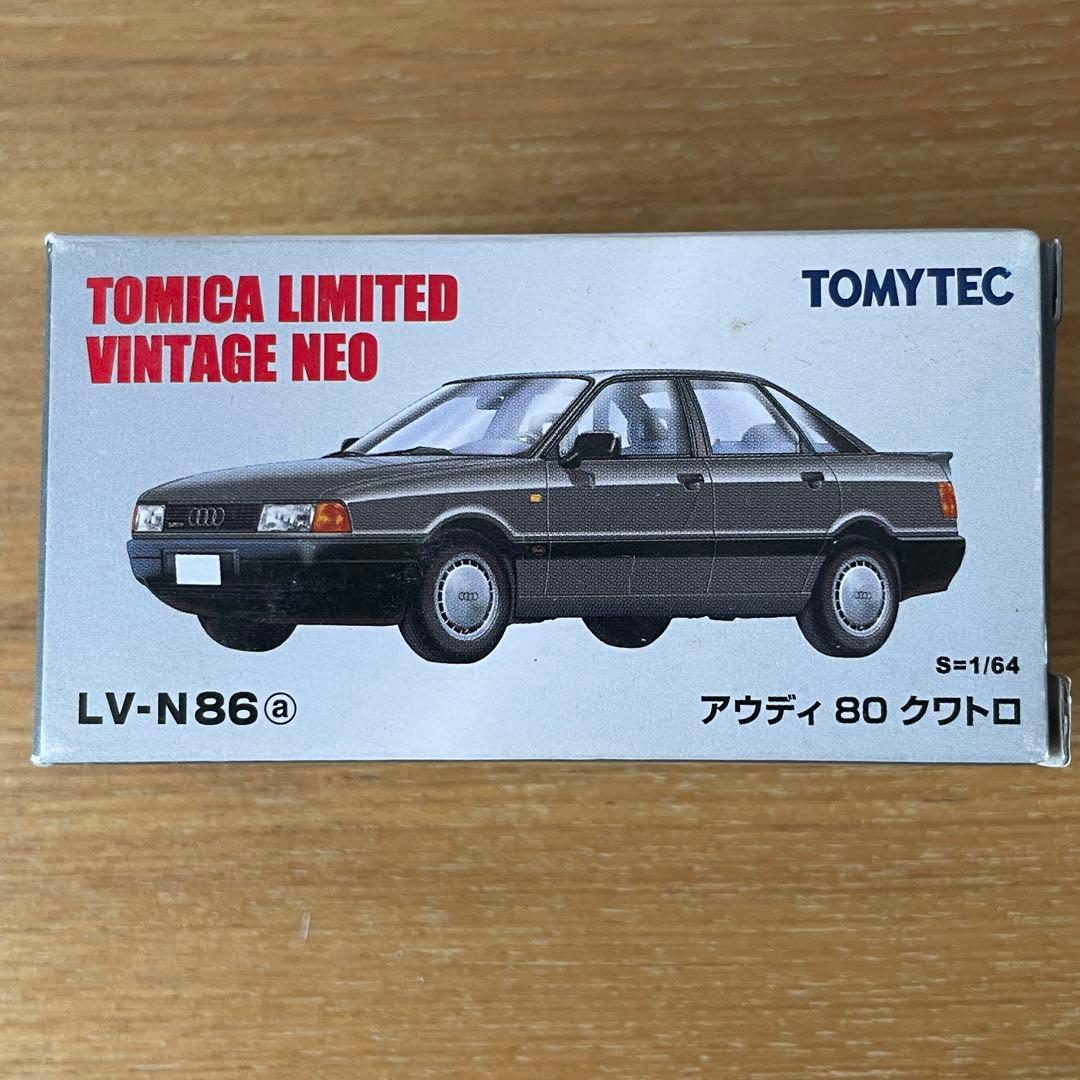 TOMICA LIMITED
VINTAGE NEO
TOMYTEC
S=1/64
LV-N86ⓐ
アウディ 80 クワトロ